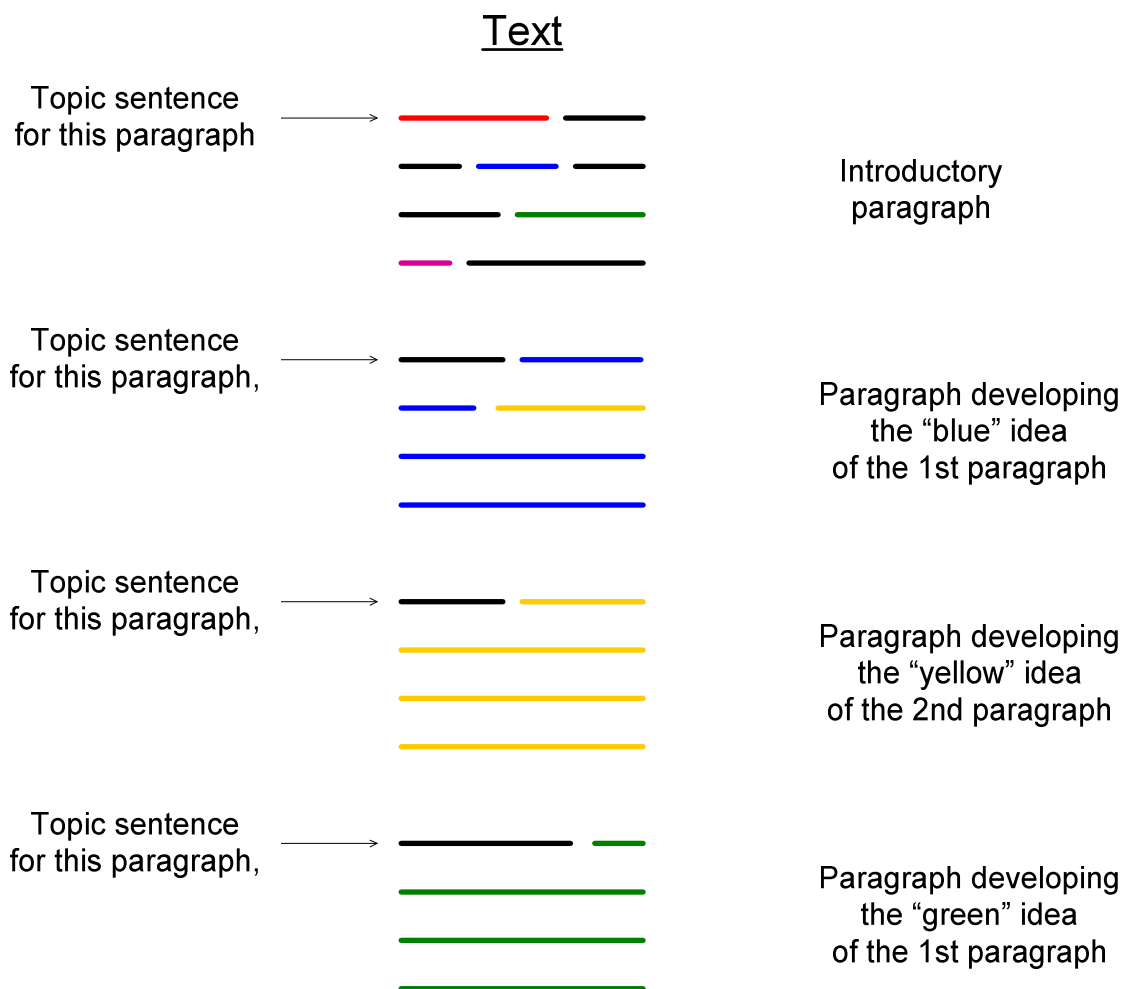 Text
Topic sentence
for this paragraph
Introductory
paragraph
Topic sentence
for this paragraph,
Paragraph developing
the “blue” idea
of the 1st paragraph
Topic sentence
for this paragraph,
Paragraph developing
the “yellow” idea
of the 2nd paragraph
Topic sentence
for this paragraph,
Paragraph developing
the “green” idea
of the 1st paragraph